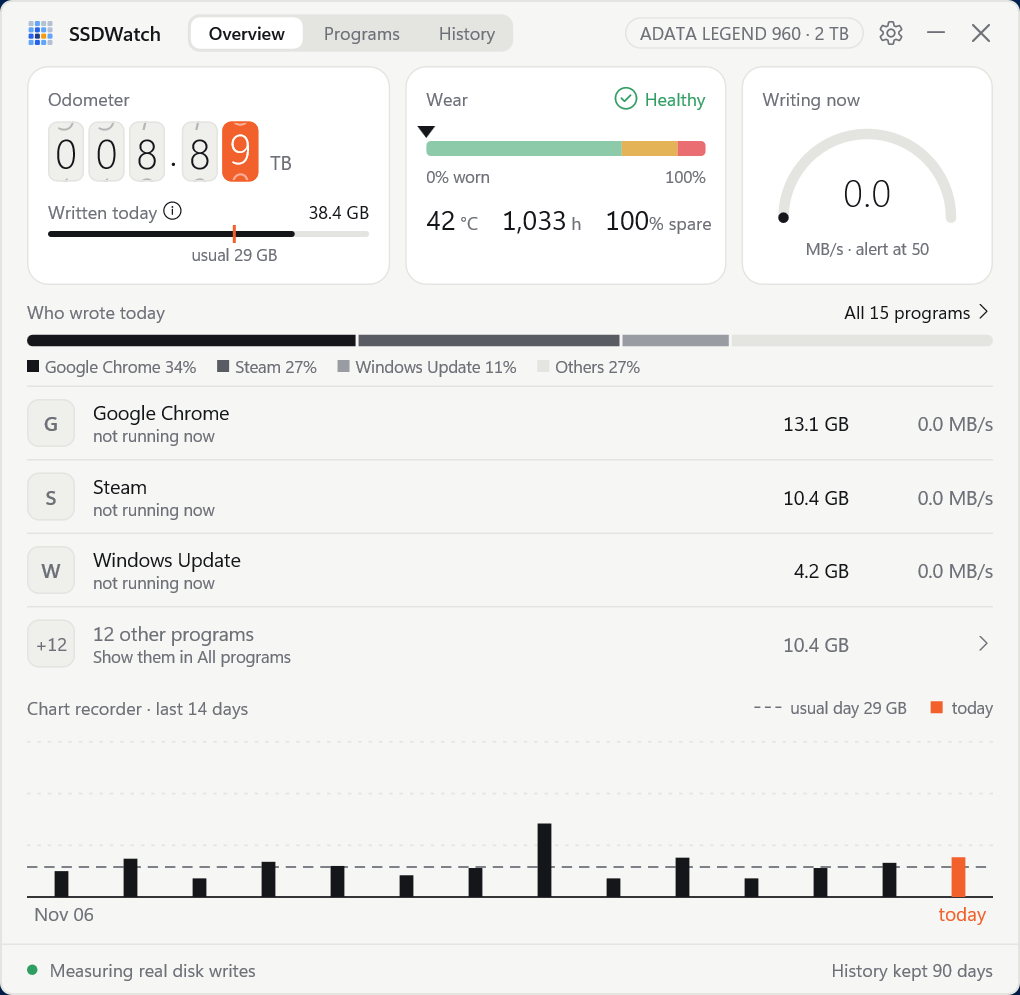 SSDWatch Overview Programs History ADATA LEGEND 960 · 2 TB
Odometer
008.89 TB
Written today 38.4 GB
usual 29 GB
Wear Healthy
0% worn 100%
42 °C 1,033 h 100% spare
Writing now
0.0
MB/s · alert at 50
Who wrote today All 15 programs
Google Chrome 34% Steam 27% Windows Update 11% Others 27%
G Google Chrome 13.1 GB 0.0 MB/s
not running now
S Steam 10.4 GB 0.0 MB/s
not running now
W Windows Update 4.2 GB 0.0 MB/s
not running now
+12 12 other programs 10.4 GB
Show them in All programs
Chart recorder · last 14 days usual day 29 GB today
Nov 06 today
Measuring real disk writes History kept 90 days